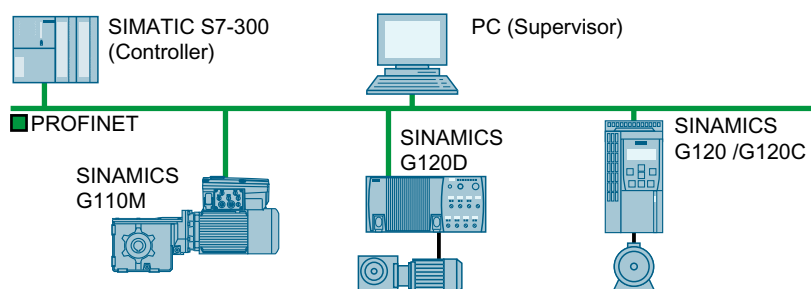 SIMATIC S7-300
(Controller)
PC (Supervisor)
PROFINET
SINAMICS
G110M
SINAMICS
G120D
SINAMICS
G120 /G120C